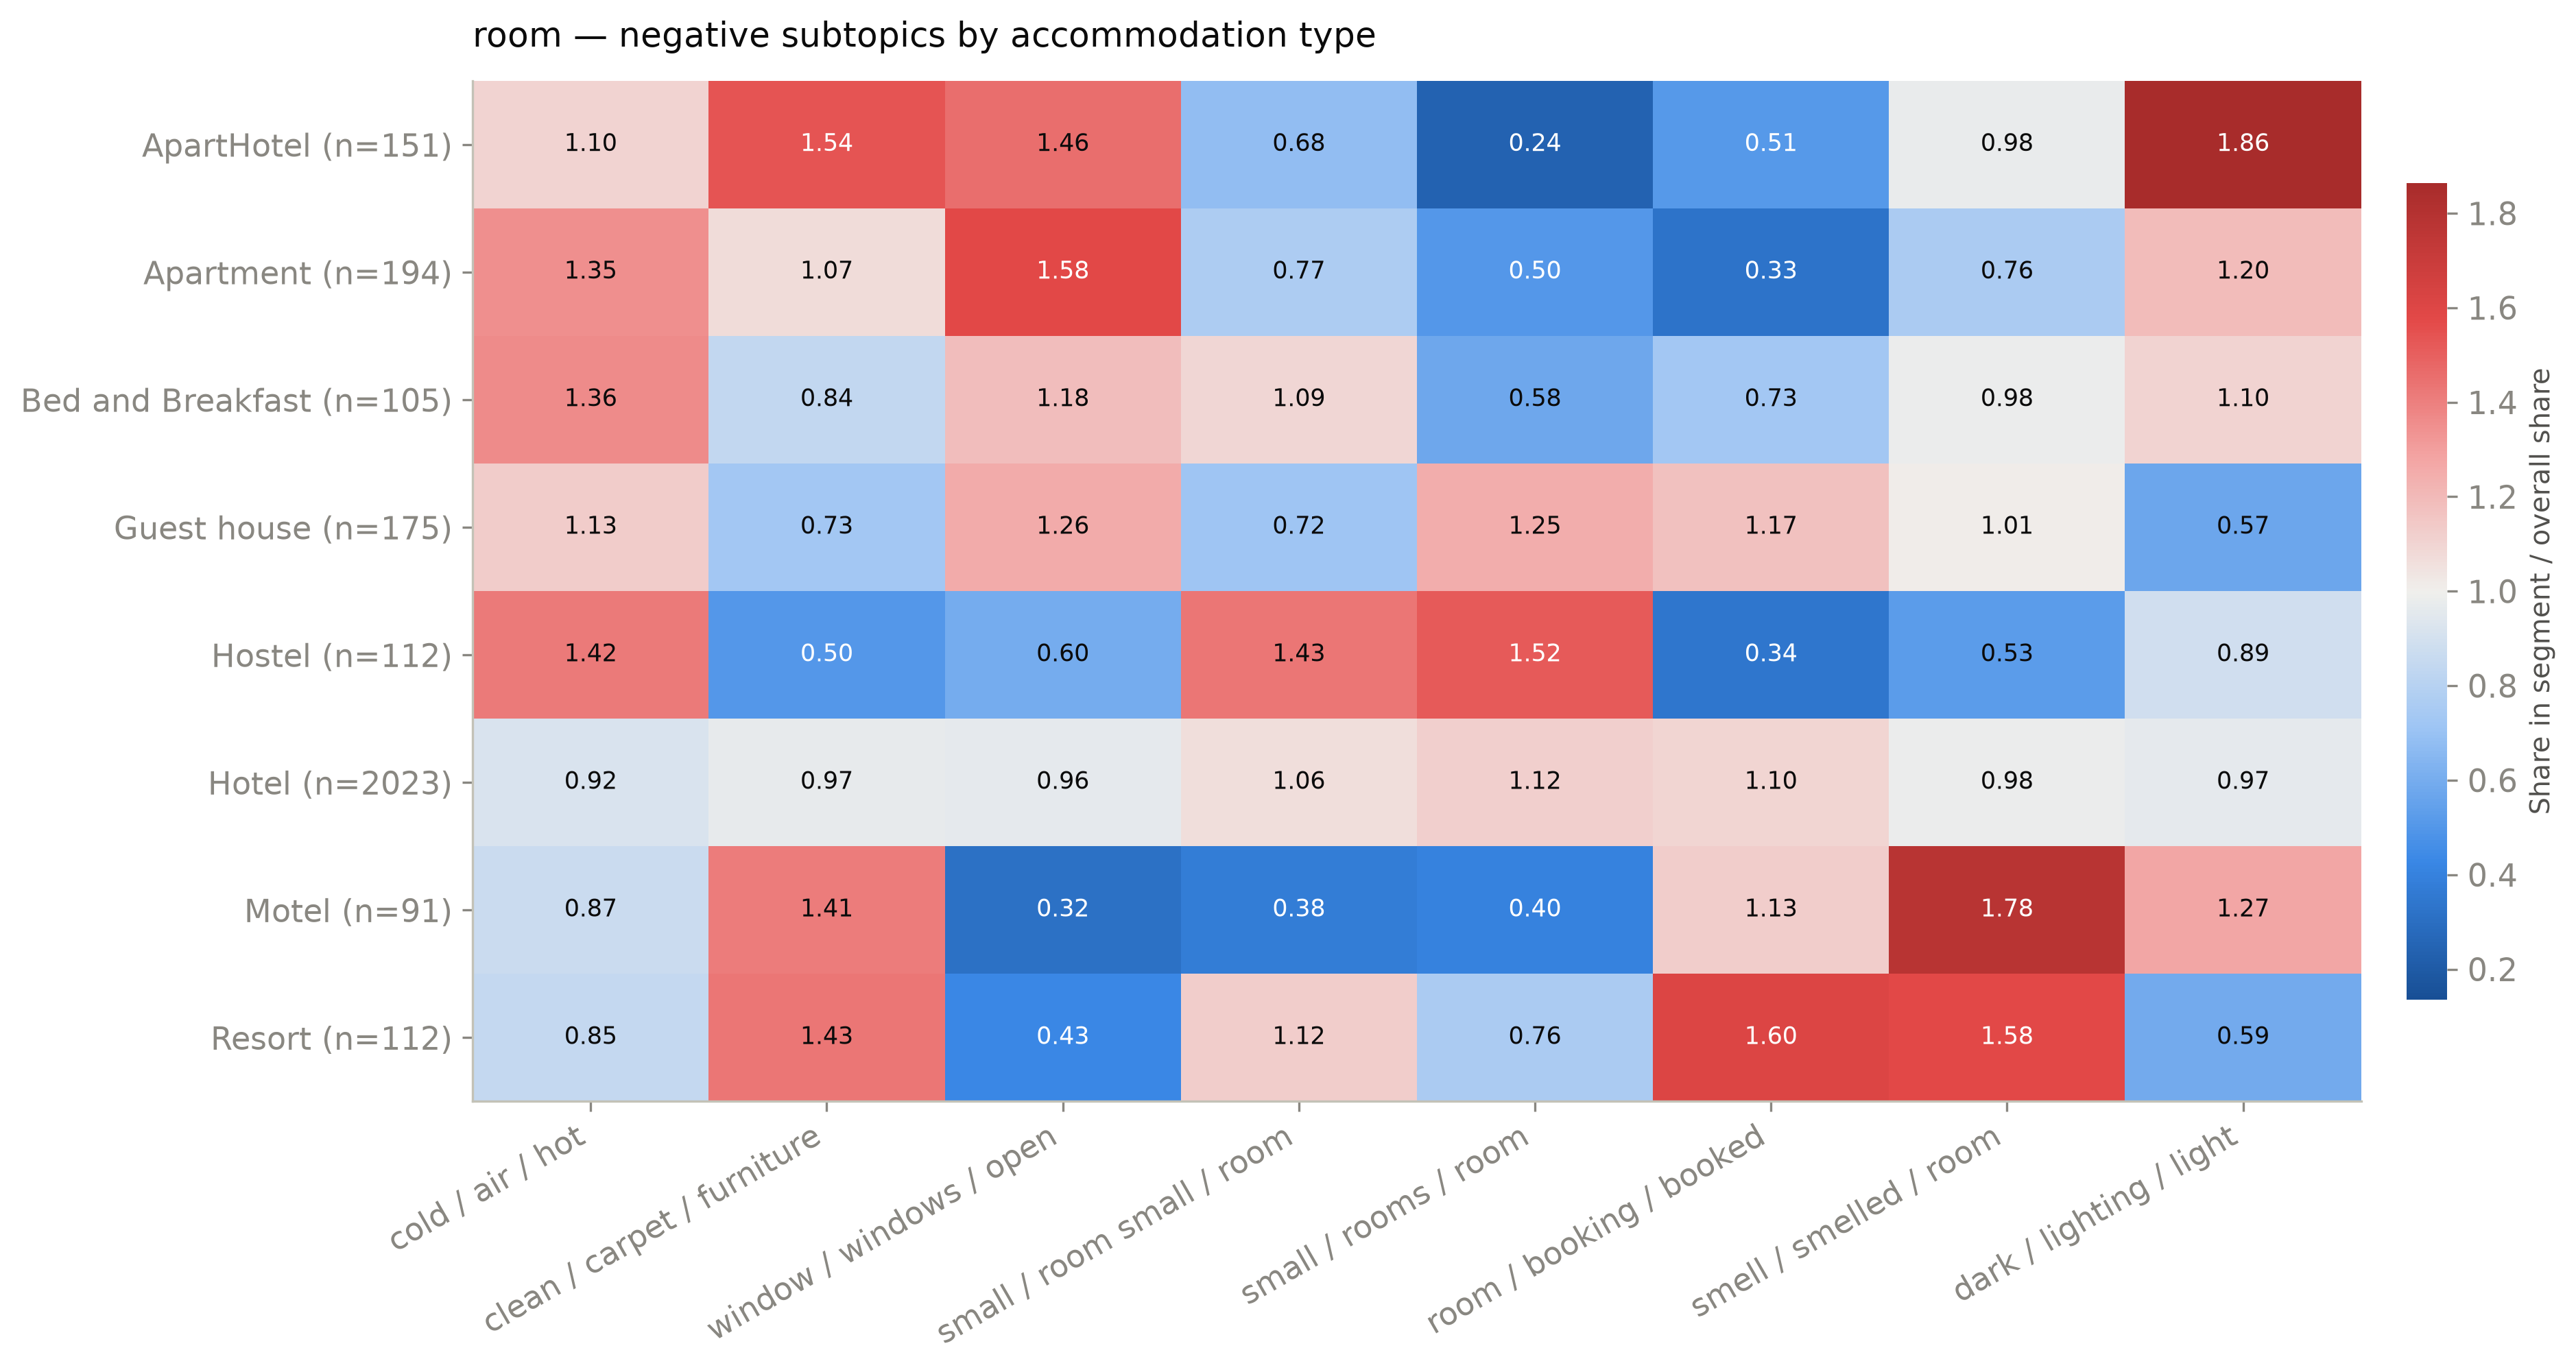 room — negative subtopics by accommodation type
ApartHotel (n=151) 1.10 1.54 1.46 0.68 0.24 0.51 0.98 1.86
Apartment (n=194) 1.35 1.07 1.58 0.77 0.50 0.33 0.76 1.20
Bed and Breakfast (n=105) 1.36 0.84 1.18 1.09 0.58 0.73 0.98 1.10
Guest house (n=175) 1.13 0.73 1.26 0.72 1.25 1.17 1.01 0.57
Hostel (n=112) 1.42 0.50 0.60 1.43 1.52 0.34 0.53 0.89
Hotel (n=2023) 0.92 0.97 0.96 1.06 1.12 1.10 0.98 0.97
Motel (n=91) 0.87 1.41 0.32 0.38 0.40 1.13 1.78 1.27
Resort (n=112) 0.85 1.43 0.43 1.12 0.76 1.60 1.58 0.59
cold / air / hot
clean / carpet / furniture
window / windows / open
small / room small / room
small / rooms / room
room / booking / booked
smell / smelled / room
dark / lighting / light
1.8
1.6
1.4
1.2
1.0
0.8
0.6
0.4
0.2
Share in segment / overall share